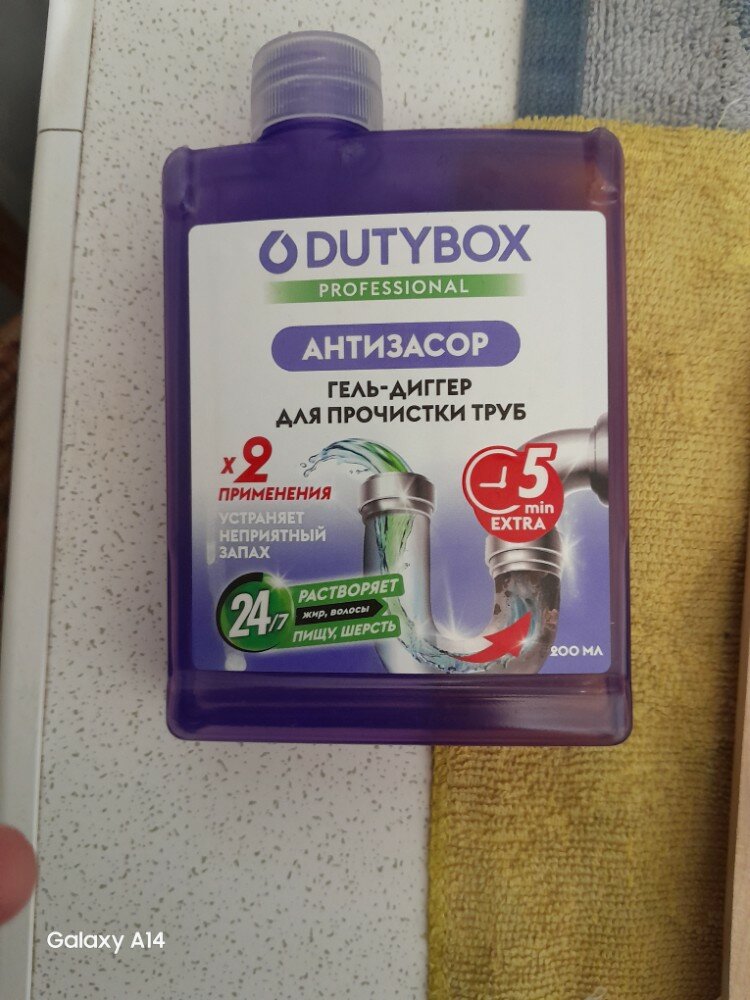 DUTYBOX
PROFESSIONAL
АНТИЗАСОР
ГЕЛЬ-ДИГГЕР
ДЛЯ ПРОЧИСТКИ ТРУБ
х2
ПРИМЕНЕНИЯ
УСТРАНЯЕТ
НЕПРИЯТНЫЙ
ЗАПАХ
5
min
EXTRA
24/7
РАСТВОРЯЕТ
жир, волосы
ПИЩУ, ШЕРСТЬ
200 МЛ
Galaxy A14